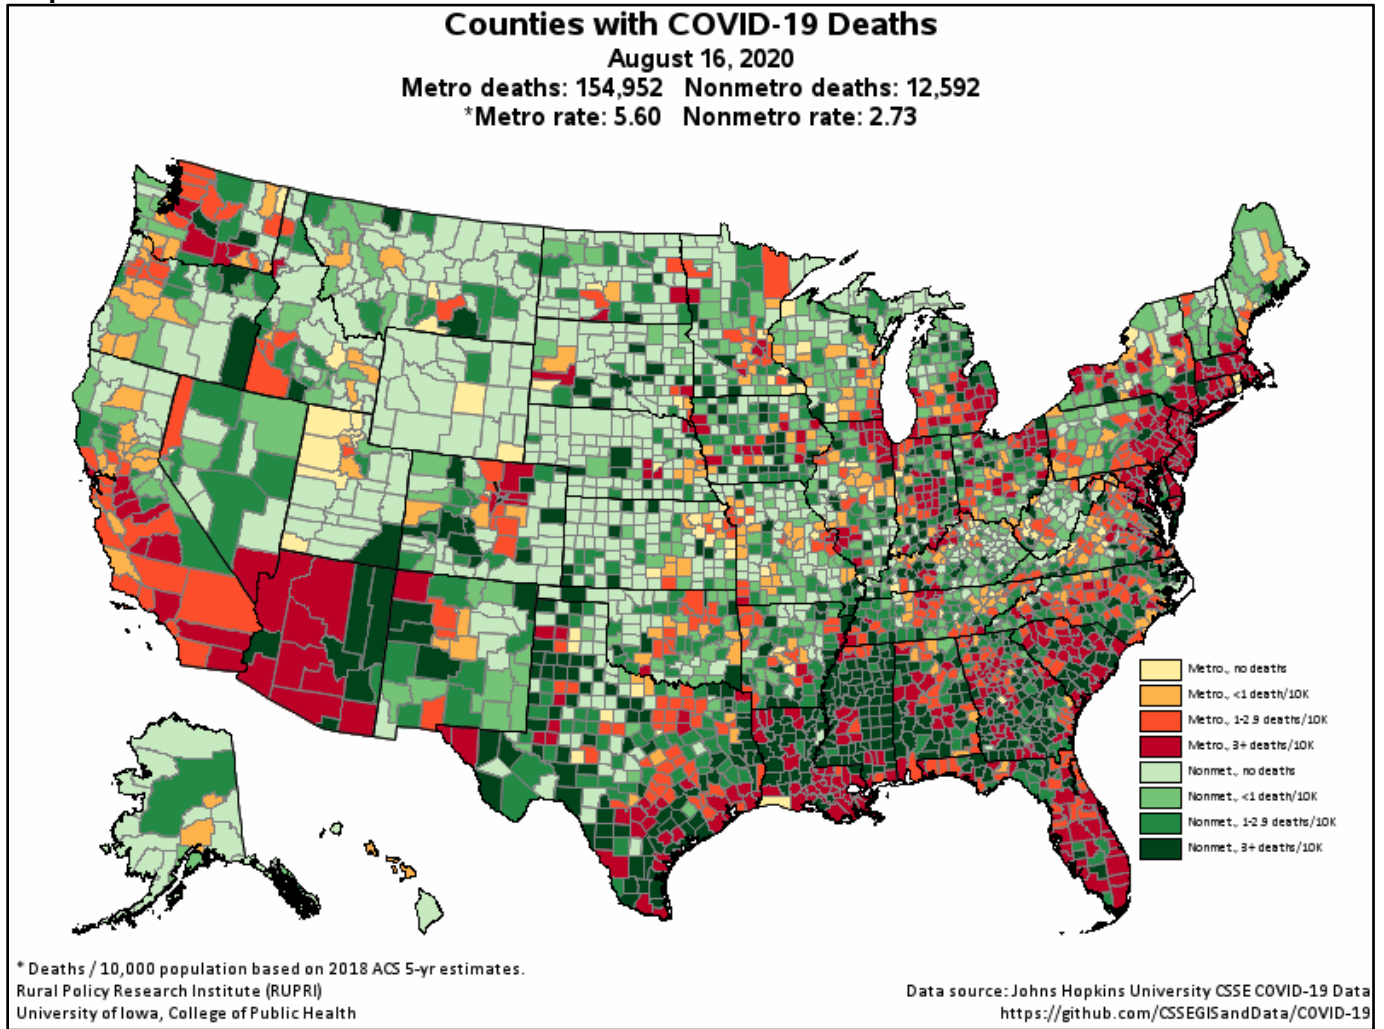 Counties with COVID-19 Deaths
August 16, 2020
Metro deaths: 154,952 Nonmetro deaths: 12,592
*Metro rate: 5.60 Nonmetro rate: 2.73
Metro., no deaths
Metro., <1 death/10K
Metro., 1-2.9 deaths/10K
Metro., 3+ deaths/10K
Nonmet., no deaths
Nonmet., <1 death/10K
Nonmet., 1-2.9 deaths/10K
Nonmet., 3+ deaths/10K
* Deaths / 10,000 population based on 2018 ACS 5-yr estimates.
Rural Policy Research Institute (RUPRI)
University of Iowa, College of Public Health
Data source: Johns Hopkins University CSSE COVID-19 Data
https://github.com/CSSEGISandData/COVID-19